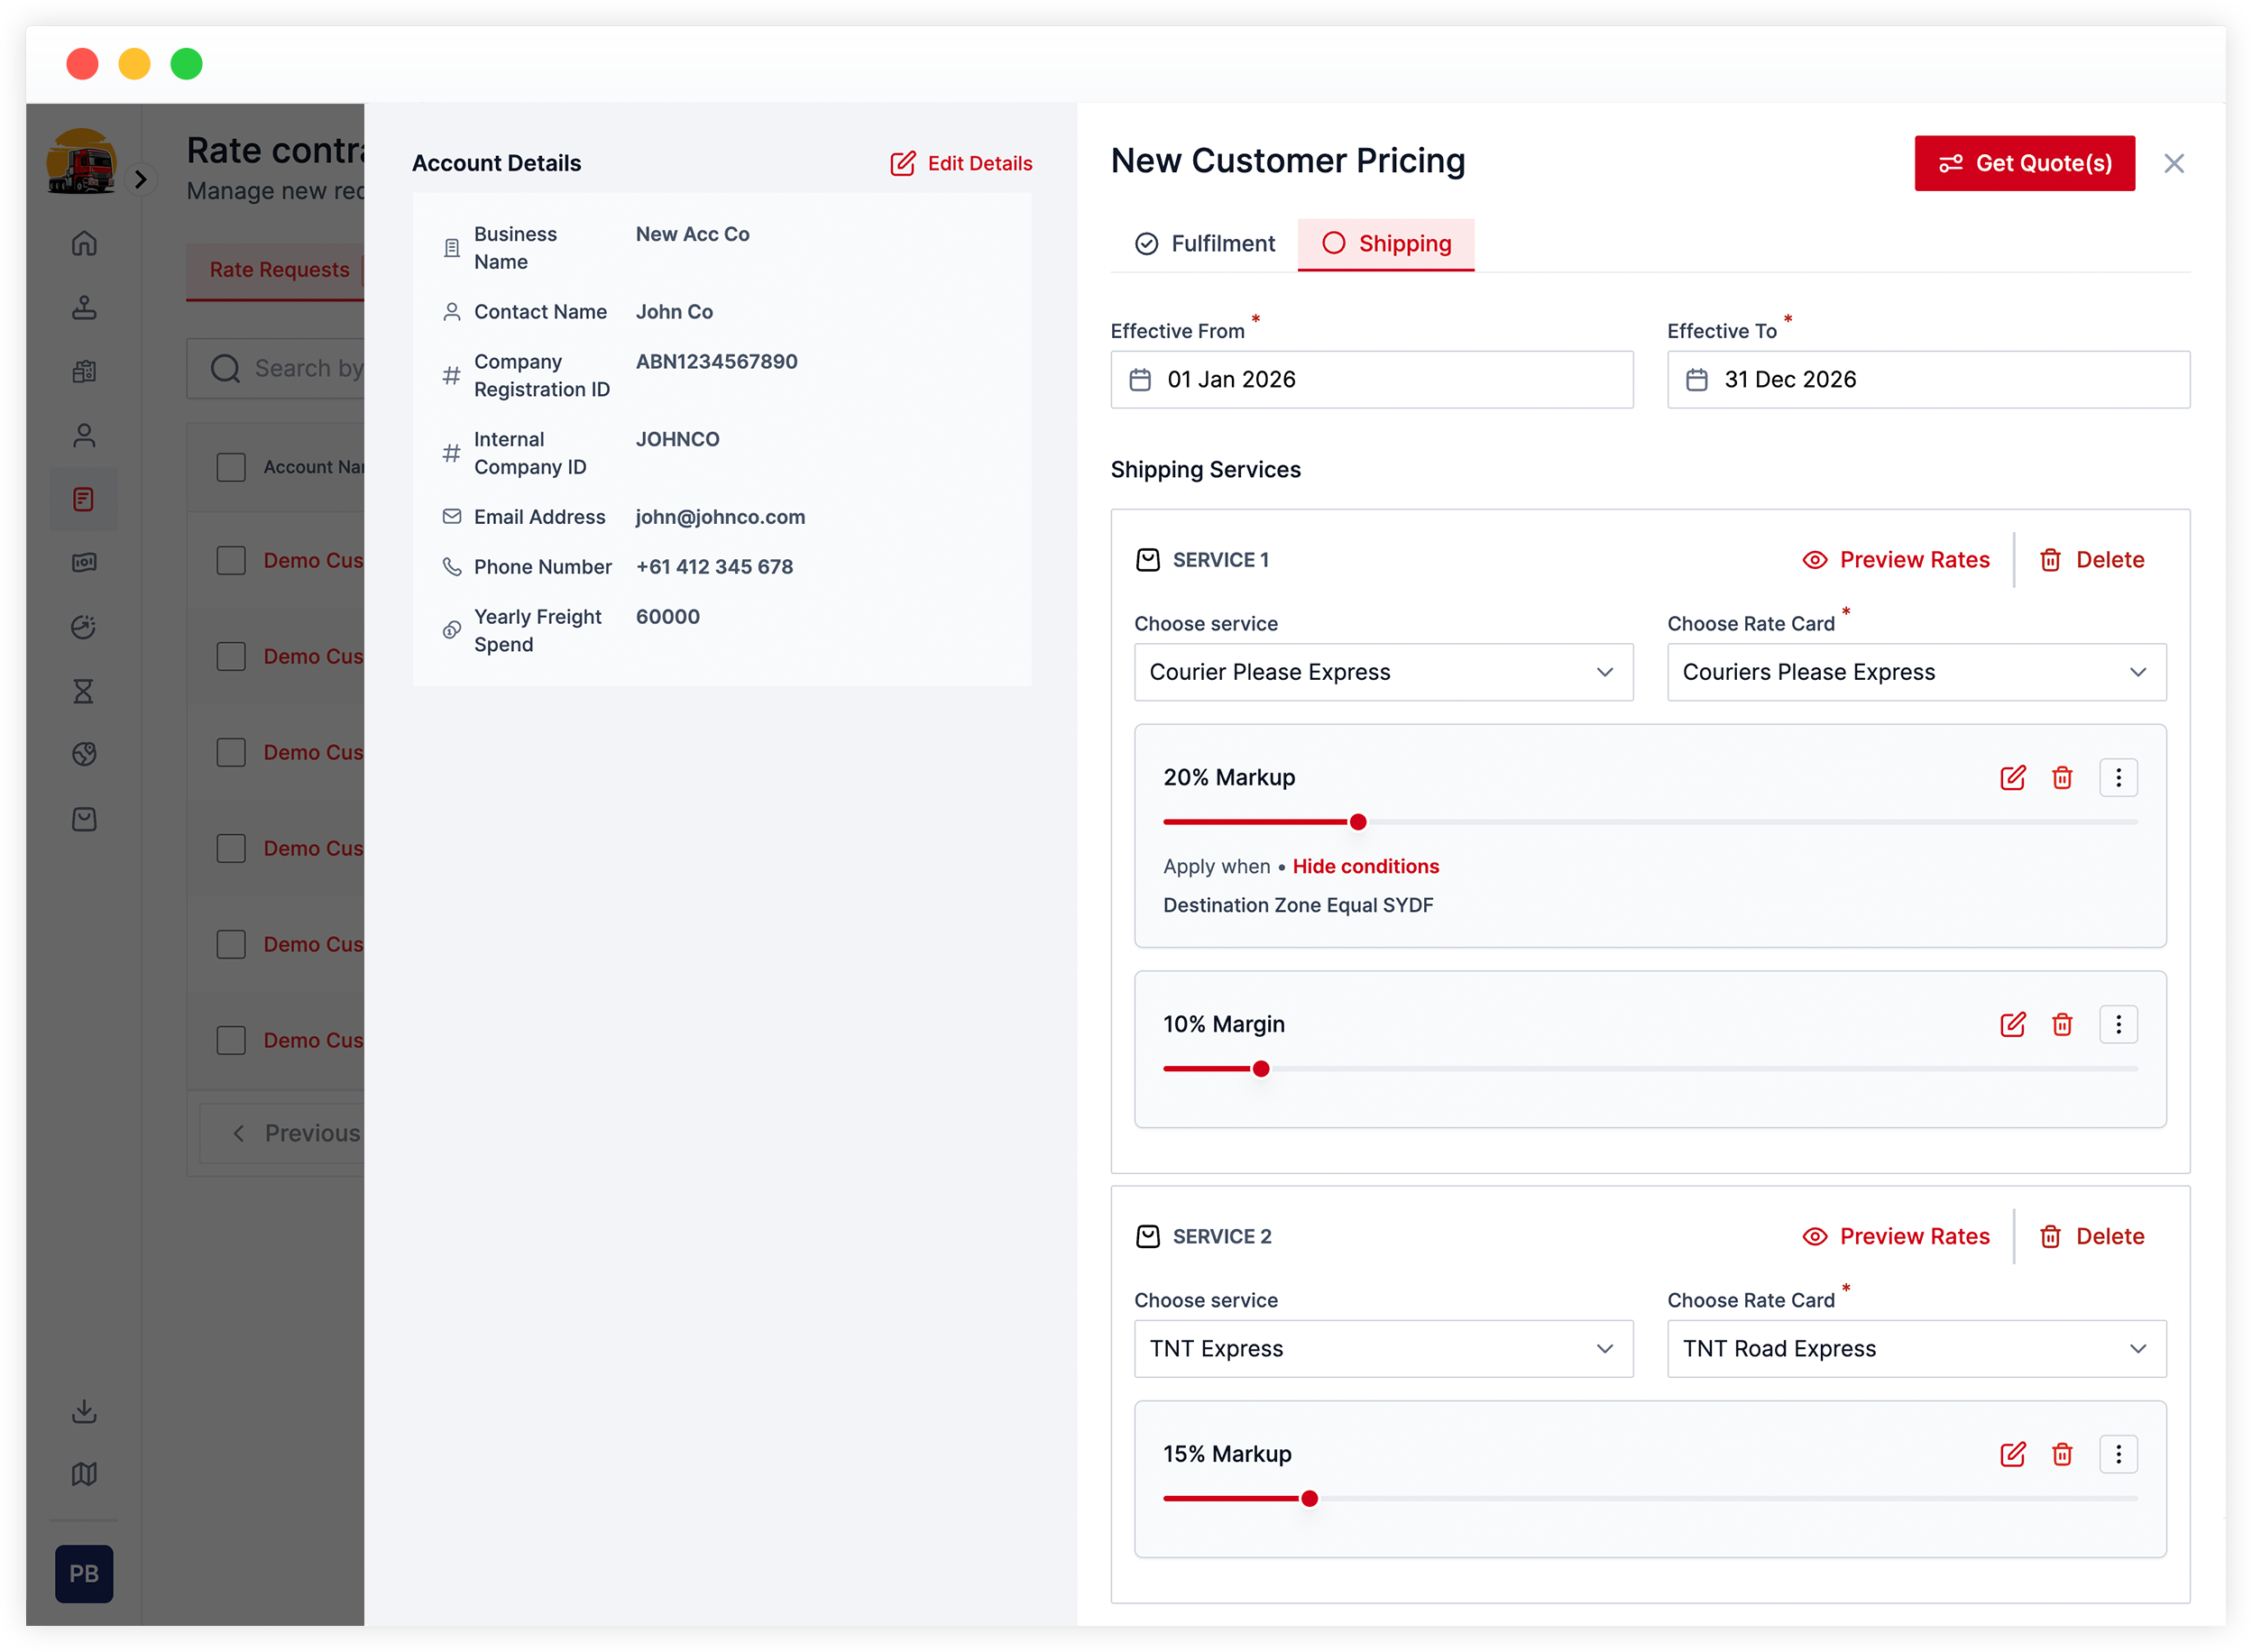 Rate contra
Manage new rec
Rate Requests
Search by
Account Nar
Demo Cus
Demo Cus
Demo Cus
Demo Cus
Demo Cus
Demo Cus
Previous
PB
Account Details
Edit Details
Business
Name
New Acc Co
Contact Name
John Co
Company
Registration ID
ABN1234567890
Internal
Company ID
JOHNCO
Email Address
john@johnco.com
Phone Number
+61 412 345 678
Yearly Freight
Spend
60000
New Customer Pricing
Get Quote(s)
Fulfilment
Shipping
Effective From *
Effective To *
01 Jan 2026
31 Dec 2026
Shipping Services
SERVICE 1
Preview Rates
Delete
Choose service
Choose Rate Card *
Courier Please Express
Couriers Please Express
20% Markup
Apply when • Hide conditions
Destination Zone Equal SYDF
10% Margin
SERVICE 2
Preview Rates
Delete
Choose service
Choose Rate Card *
TNT Express
TNT Road Express
15% Markup